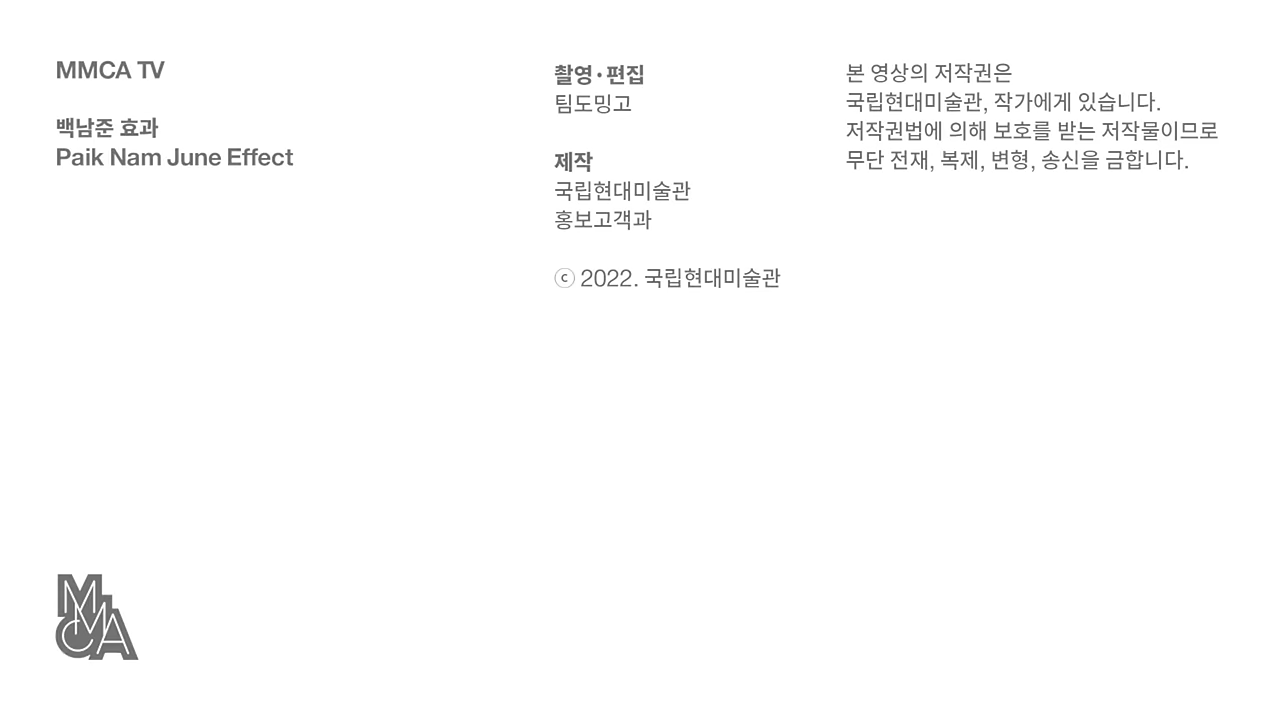 MMCA TV
백남준 효과
Paik Nam June Effect
촬영·편집
팀도밍고
제작
국립현대미술관
홍보고객과
ⓒ 2022. 국립현대미술관
본 영상의 저작권은
국립현대미술관, 작가에게 있습니다.
저작권법에 의해 보호를 받는 저작물이므로
무단 전재, 복제, 변형, 송신을 금합니다.
MMCA